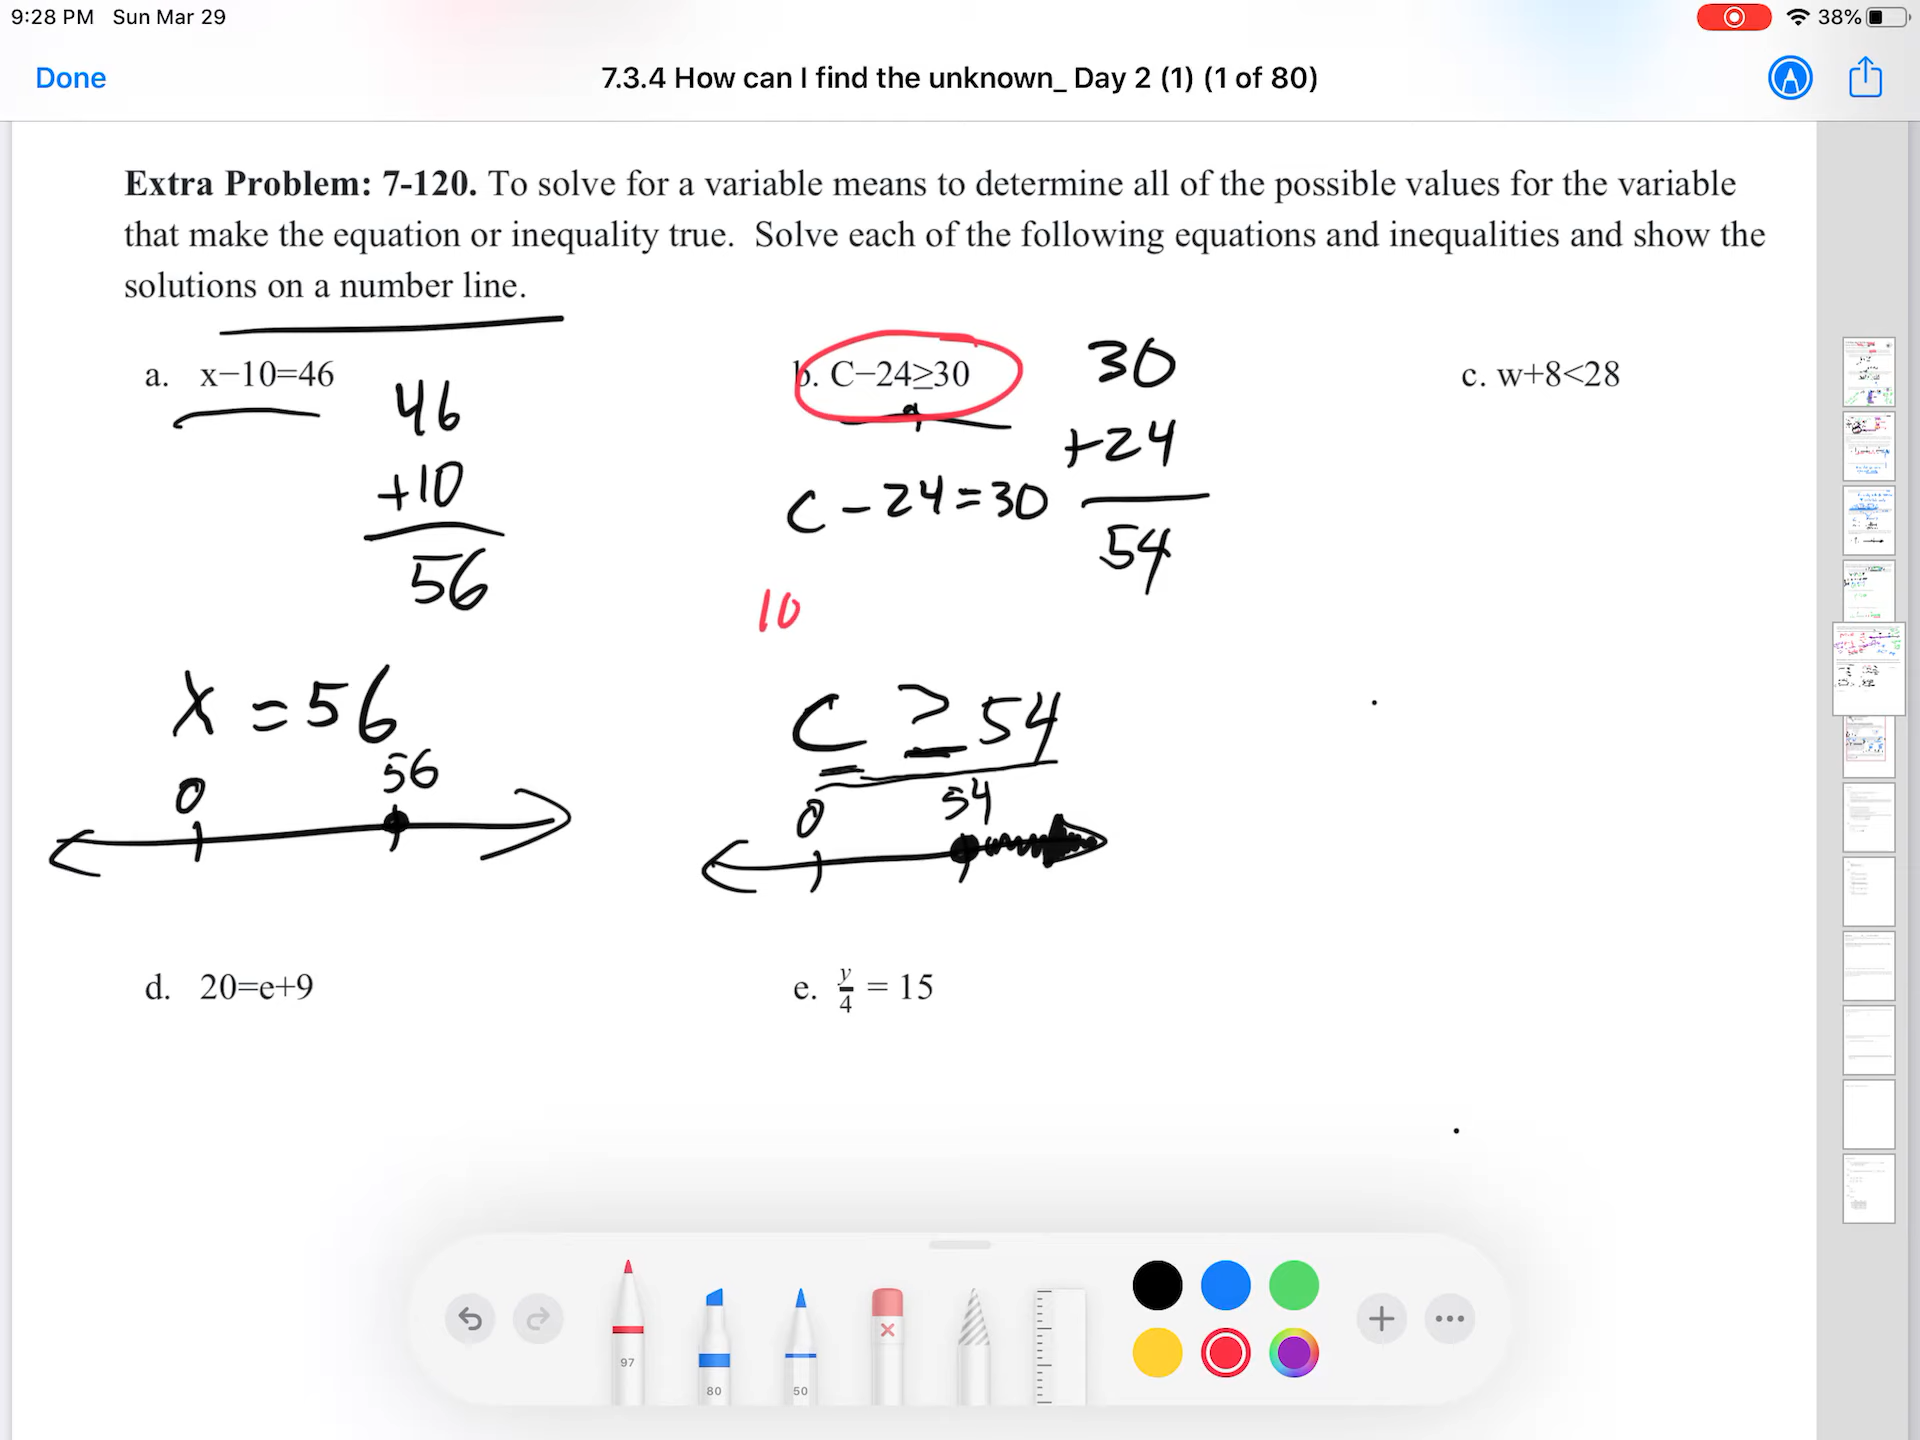 9:28 PM Sun Mar 29
38%
Done
7.3.4 How can I find the unknown_ Day 2 (1) (1 of 80)
Extra Problem: 7-120. To solve for a variable means to determine all of the possible values for the variable
that make the equation or inequality true. Solve each of the following equations and inequalities and show the
solutions on a number line.
a. x−10=46
46
+10
56
x = 56
0 56
b. C−24≥30
30
+24
54
C - 24 = 30
10
C ≥ 54
0 54
c. w+8<28
d. 20=e+9
e. y/4 = 15
97
80
50